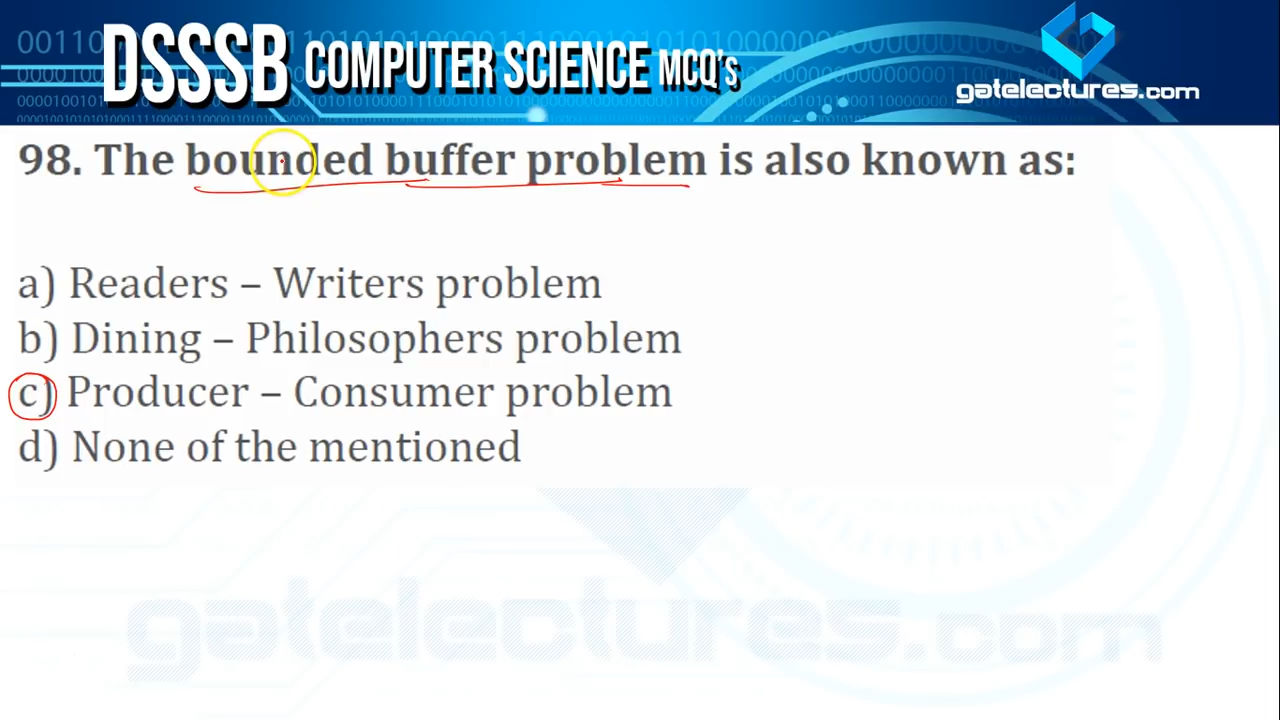 DSSSB COMPUTER SCIENCE MCQ's
gatelectures.com
98. The bounded buffer problem is also known as:
a) Readers – Writers problem
b) Dining – Philosophers problem
c) Producer – Consumer problem
d) None of the mentioned
gatelectures.com